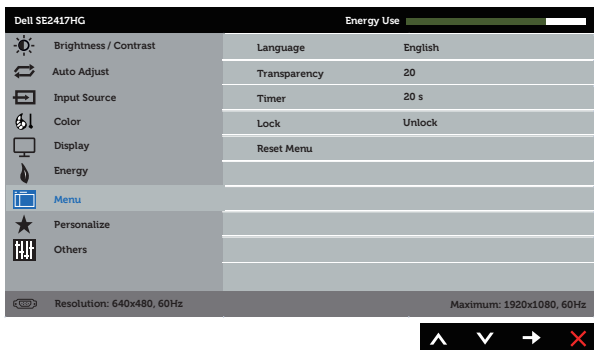 Dell SE2417HG Energy Use
Brightness / Contrast
Auto Adjust
Input Source
Color
Display
Energy
Menu
Personalize
Others
Language English
Transparency 20
Timer 20 s
Lock Unlock
Reset Menu
Resolution: 640x480, 60Hz Maximum: 1920x1080, 60Hz